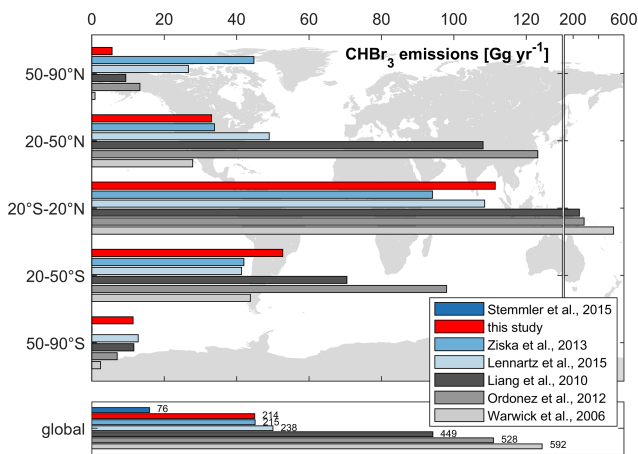 0 20 40 60 80 100 120 200 600
CHBr3 emissions [Gg yr-1]
50-90°N
20-50°N
20°S-20°N
20-50°S
50-90°S
Stemmler et al., 2015
this study
Ziska et al., 2013
Lennartz et al., 2015
Liang et al., 2010
Ordonez et al., 2012
Warwick et al., 2006
global
76
214
215
238
449
528
592